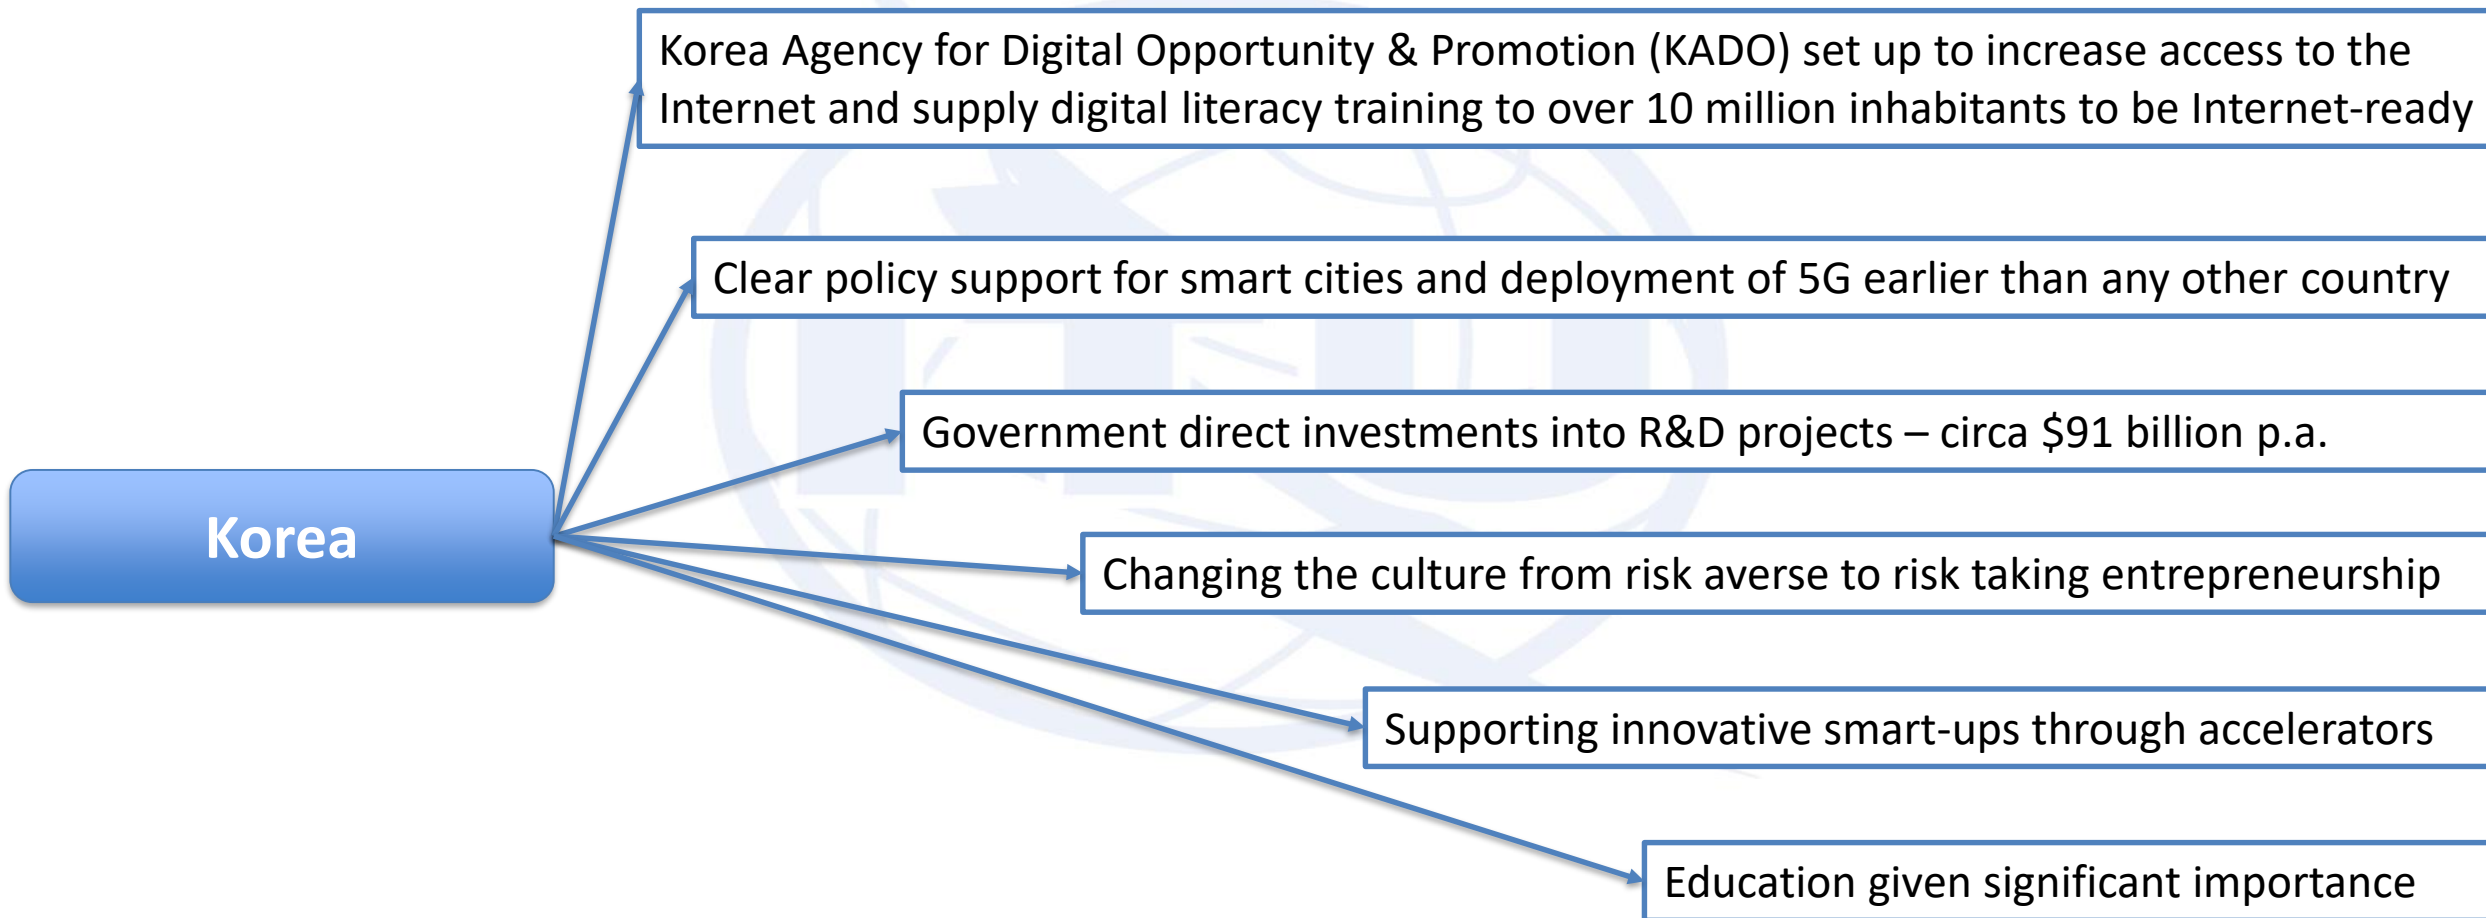 Korea Agency for Digital Opportunity & Promotion (KADO) set up to increase access to the
Internet and supply digital literacy training to over 10 million inhabitants to be Internet-ready
Clear policy support for smart cities and deployment of 5G earlier than any other country
Government direct investments into R&D projects – circa $91 billion p.a.
Korea
Changing the culture from risk averse to risk taking entrepreneurship
Supporting innovative smart-ups through accelerators
Education given significant importance
ITU